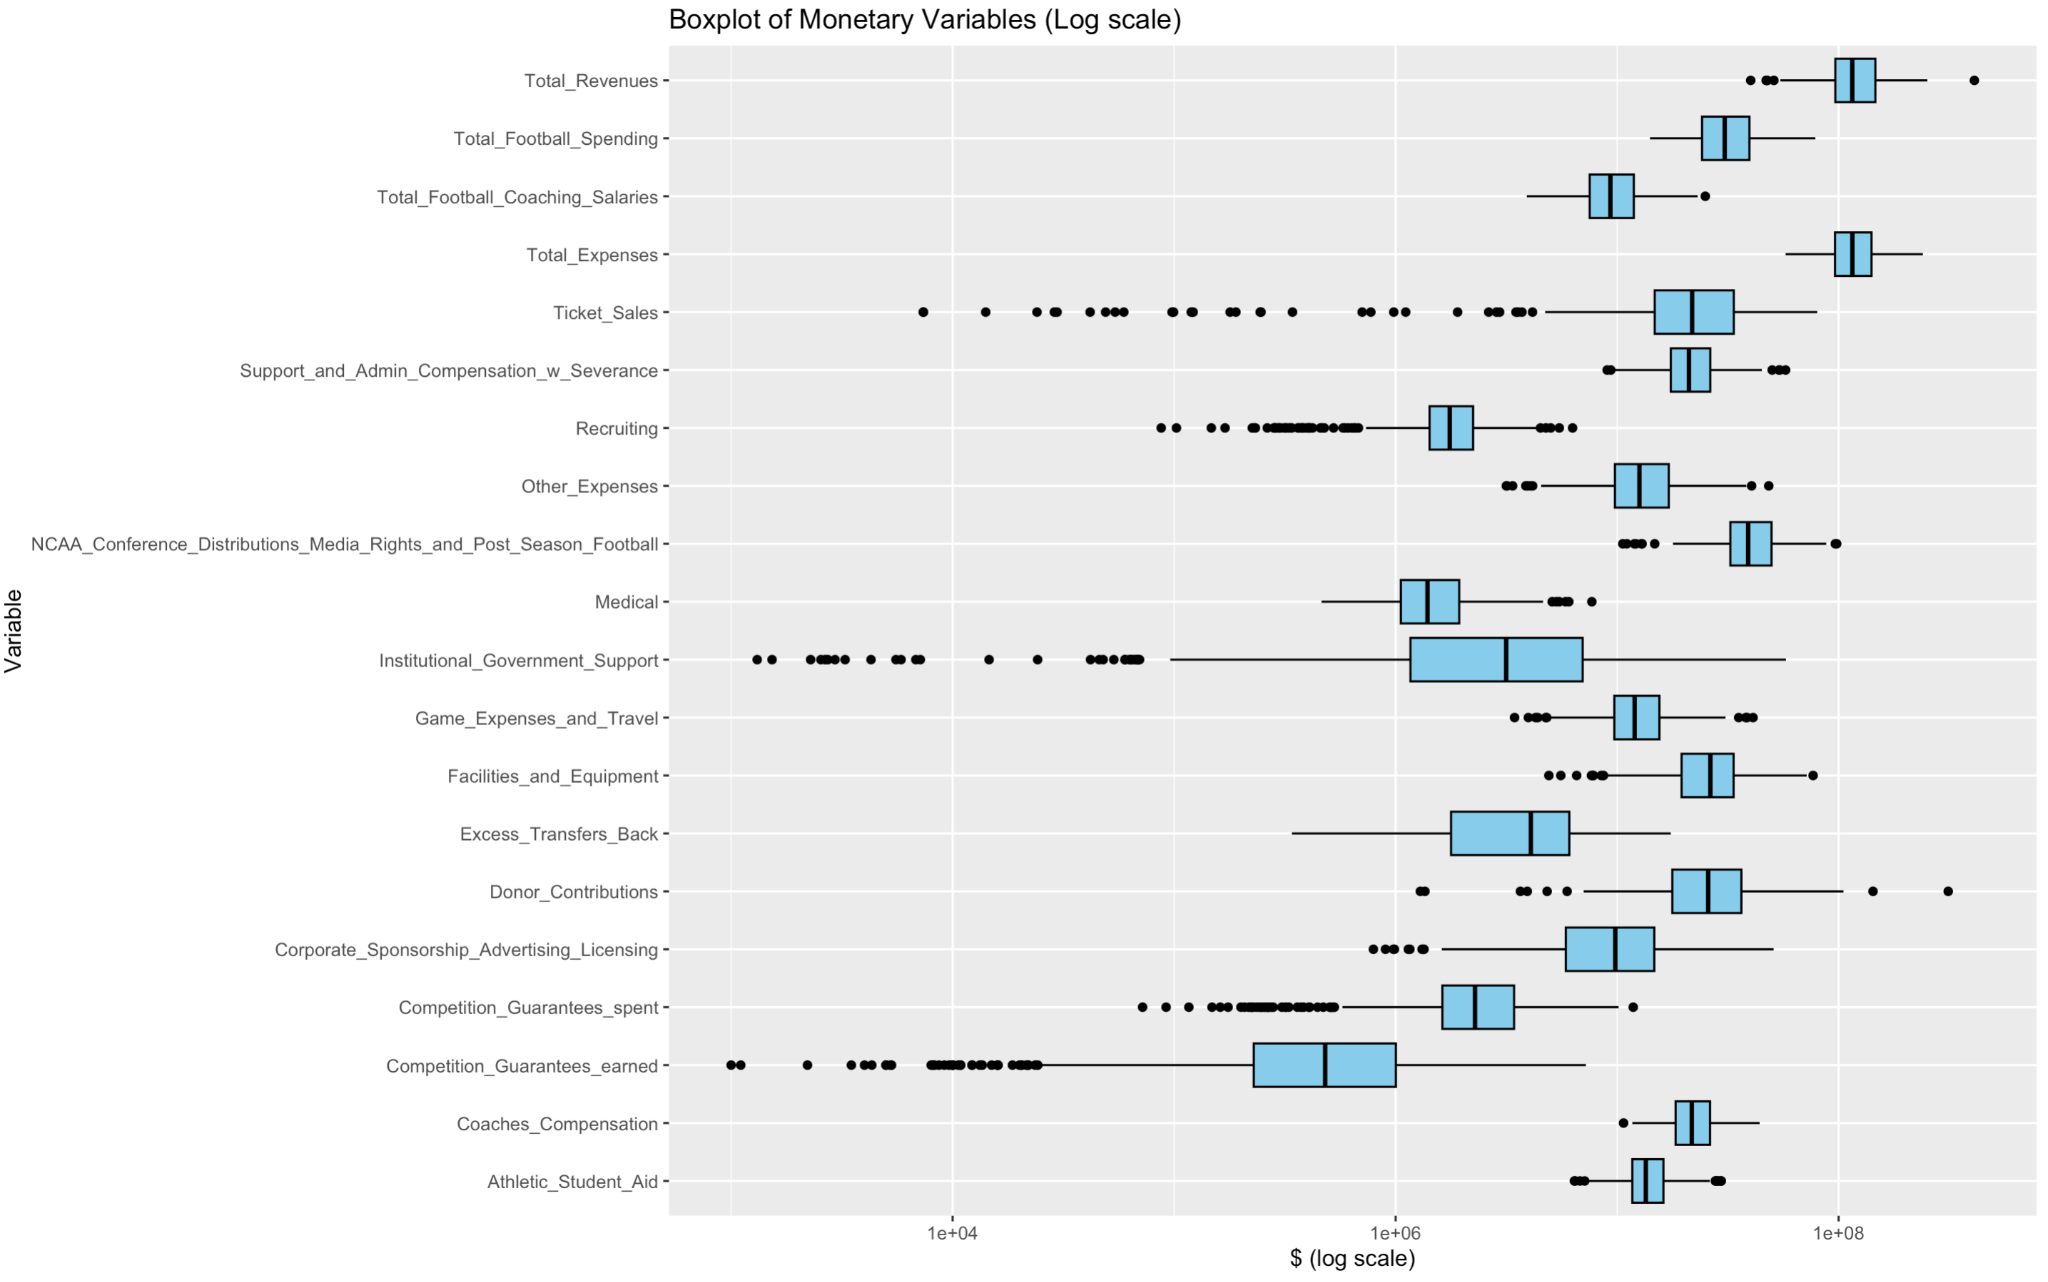 Boxplot of Monetary Variables (Log scale)
Total_Revenues
Total_Football_Spending
Total_Football_Coaching_Salaries
Total_Expenses
Ticket_Sales
Support_and_Admin_Compensation_w_Severance
Recruiting
Other_Expenses
NCAA_Conference_Distributions_Media_Rights_and_Post_Season_Football
Medical
Institutional_Government_Support
Game_Expenses_and_Travel
Facilities_and_Equipment
Excess_Transfers_Back
Donor_Contributions
Corporate_Sponsorship_Advertising_Licensing
Competition_Guarantees_spent
Competition_Guarantees_earned
Coaches_Compensation
Athletic_Student_Aid
Variable
1e+04
1e+06
1e+08
$ (log scale)